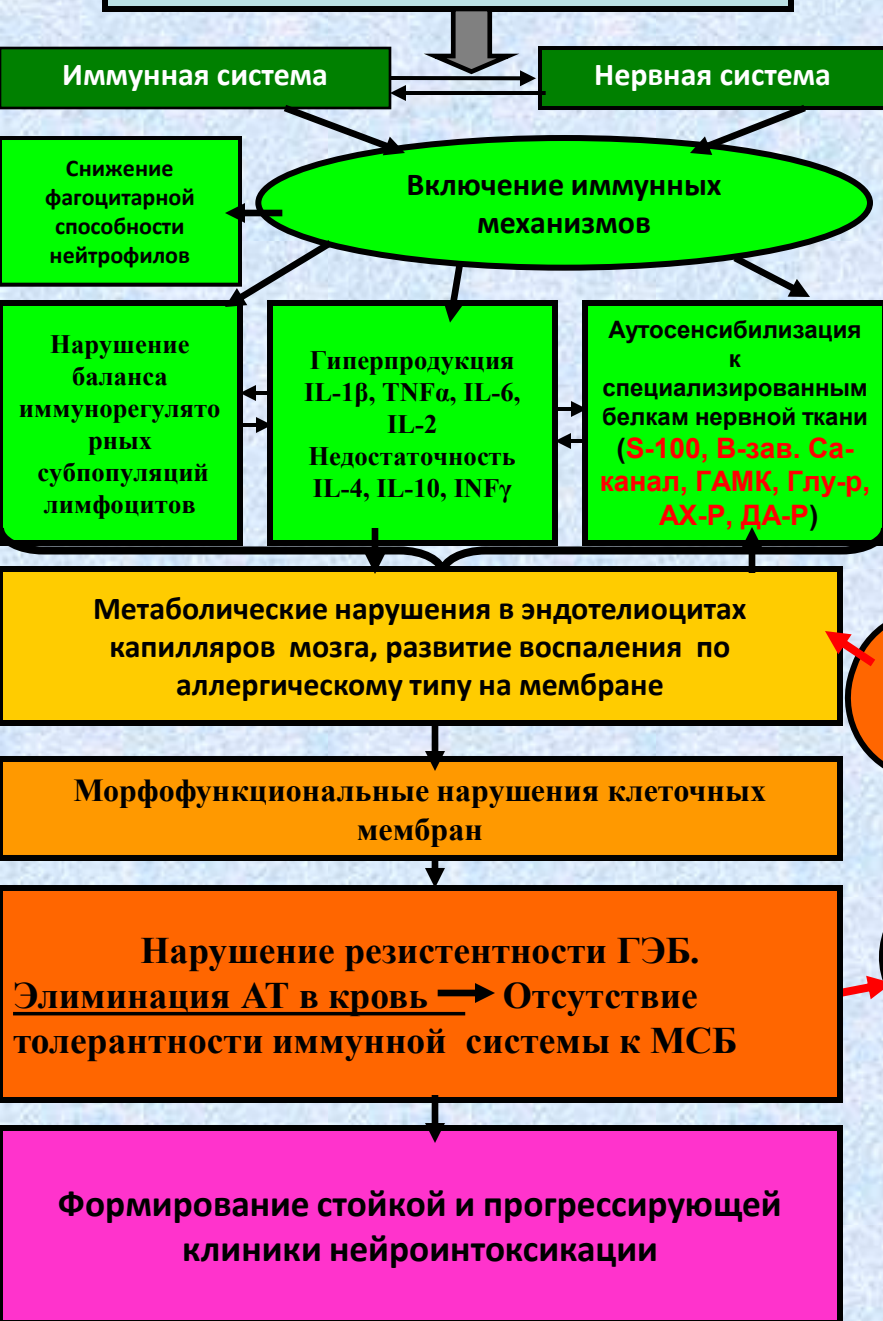 Иммунная система
Нервная система
Снижение
фагоцитарной
способности
нейтрофилов
Включение иммунных
механизмов
Нарушение
баланса
иммунорегулято
рных
субпопуляций
лимфоцитов
Гиперпродукция
IL-1β, TNFα, IL-6,
IL-2
Недостаточность
IL-4, IL-10, INFγ
Аутосенсибилизация
к
специализированным
белкам нервной ткани
(S-100, В-зав. Са-
канал, ГАМК, Глу-р,
АХ-Р, ДА-Р)
Метаболические нарушения в эндотелиоцитах
капилляров мозга, развитие воспаления по
аллергическому типу на мембране
Морфофункциональные нарушения клеточных
мембран
Нарушение резистентности ГЭБ.
Элиминация АТ в кровь Отсутствие
толерантности иммунной системы к МСБ
Формирование стойкой и прогрессирующей
клиники нейроинтоксикации